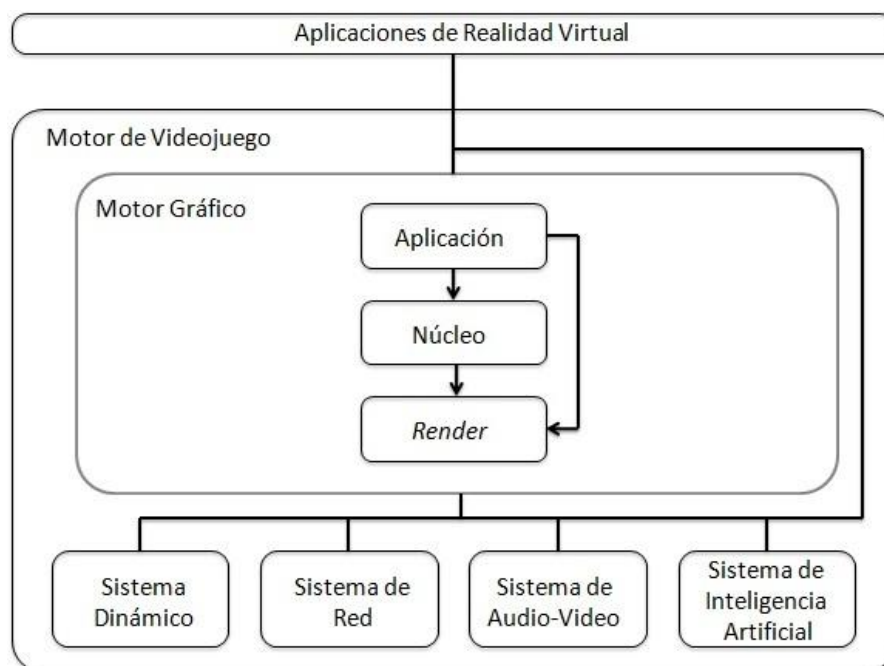 Aplicaciones de Realidad Virtual
Motor de Videojuego
Motor Gráfico
Aplicación
Núcleo
Render
Sistema
Dinámico
Sistema de
Red
Sistema de
Audio-Video
Sistema de
Inteligencia
Artificial